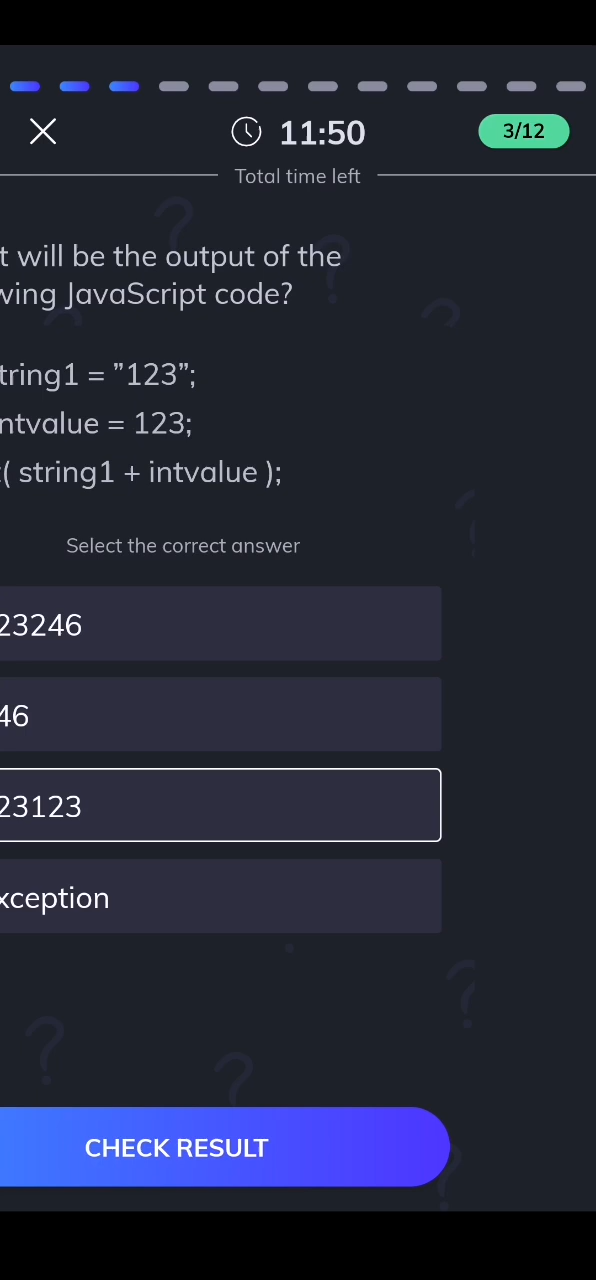 11:50
3/12
Total time left
t will be the output of the
wing JavaScript code?
tring1 = ”123”;
ntvalue = 123;
( string1 + intvalue );
Select the correct answer
23246
46
23123
xception
CHECK RESULT